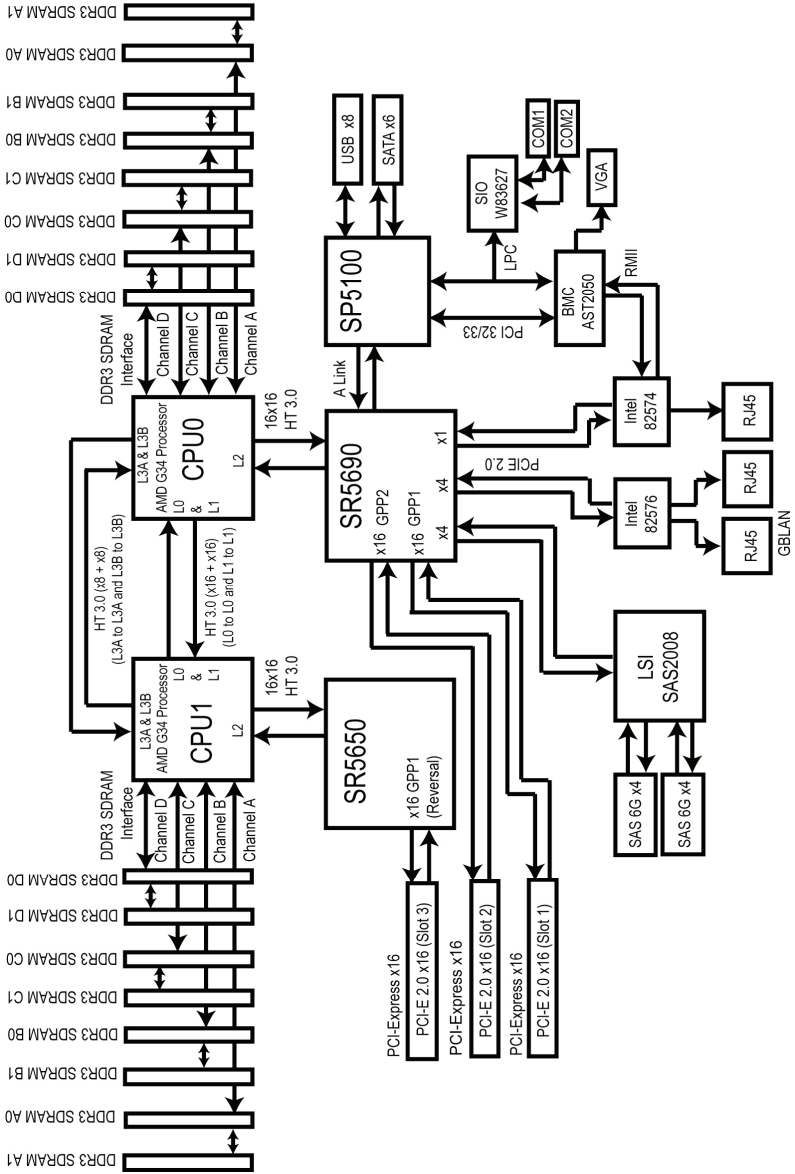 DDR3 SDRAM A1
DDR3 SDRAM A0
DDR3 SDRAM B1
DDR3 SDRAM B0
DDR3 SDRAM C1
DDR3 SDRAM C0
DDR3 SDRAM D1
DDR3 SDRAM D0
DDR3 SDRAM
Interface
Channel D
Channel C
Channel B
Channel A
L3A & L3B
AMD G34 Processor
CPU1
L0
&
L1
L2
HT 3.0 (x8 + x8)
(L3A to L3A and L3B to L3B)
HT 3.0 (x16 + x16)
(L0 to L0 and L1 to L1)
L3A & L3B
AMD G34 Processor
CPU0
L0
&
L1
L2
DDR3 SDRAM
Interface
Channel D
Channel C
Channel B
Channel A
DDR3 SDRAM D0
DDR3 SDRAM D1
DDR3 SDRAM C0
DDR3 SDRAM C1
DDR3 SDRAM B0
DDR3 SDRAM B1
DDR3 SDRAM A0
DDR3 SDRAM A1
16x16
HT 3.0
16x16
HT 3.0
SR5650
x16 GPP1
(Reversal)
SR5690
x16 GPP2
x16 GPP1
x4
x4
x1
A Link
SP5100
USB x8
SATA x6
PCI-Express x16
PCI-E 2.0 x16 (Slot 3)
PCI-Express x16
PCI-E 2.0 x16 (Slot 2)
PCI-Express x16
PCI-E 2.0 x16 (Slot 1)
PCIE 2.0
PCI 32/33
LPC
SIO
W83627
COM1
COM2
BMC
AST2050
VGA
RMII
LSI
SAS2008
SAS 6G x4
SAS 6G x4
Intel
82576
Intel
82574
RJ45
RJ45
RJ45
GBLAN